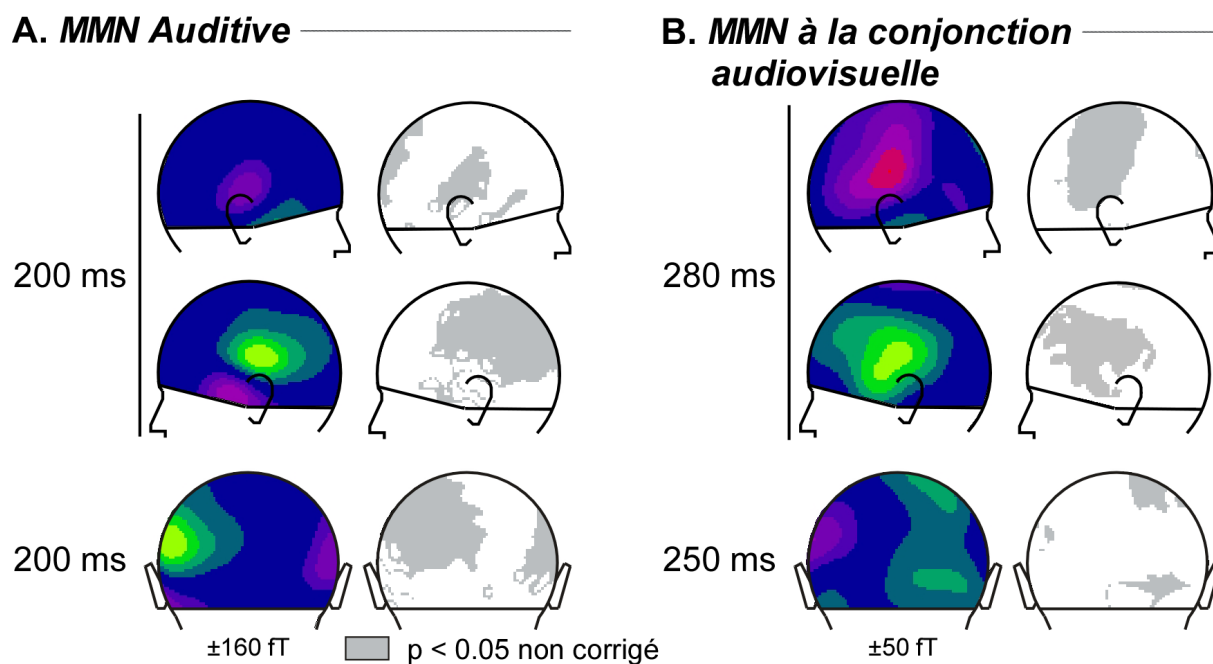 A. MMN Auditive
B. MMN à la conjonction
audiovisuelle
200 ms
280 ms
200 ms
250 ms
±160 fT
p < 0.05 non corrigé
±50 fT